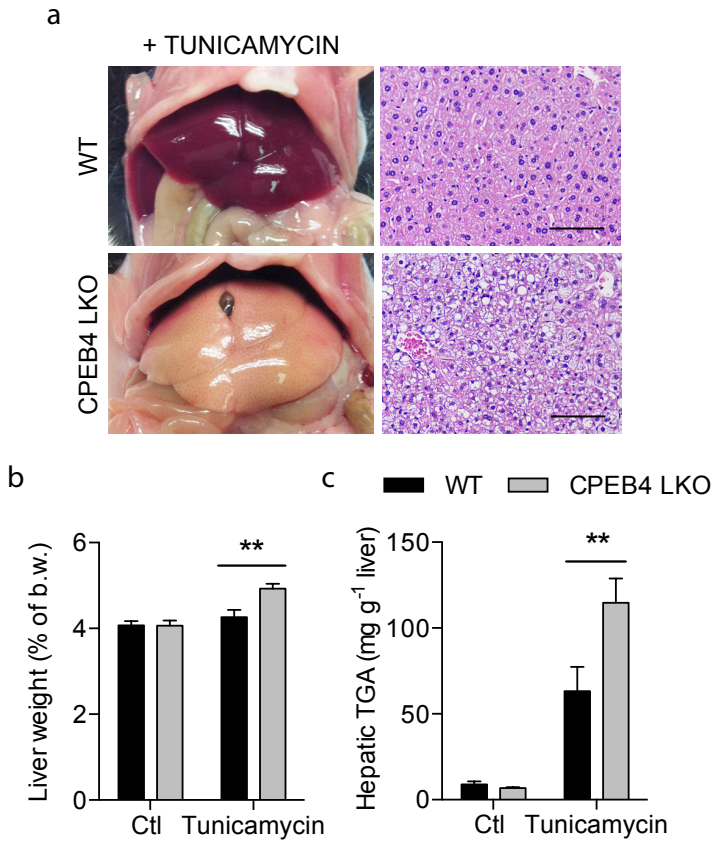 a
+ TUNICAMYCIN
WT
CPEB4 LKO
b
Liver weight (% of b.w.)
6
4
2
0
**
Ctl
Tunicamycin
c
WT
CPEB4 LKO
Hepatic TGA (mg g⁻¹ liver)
150
100
50
0
**
Ctl
Tunicamycin